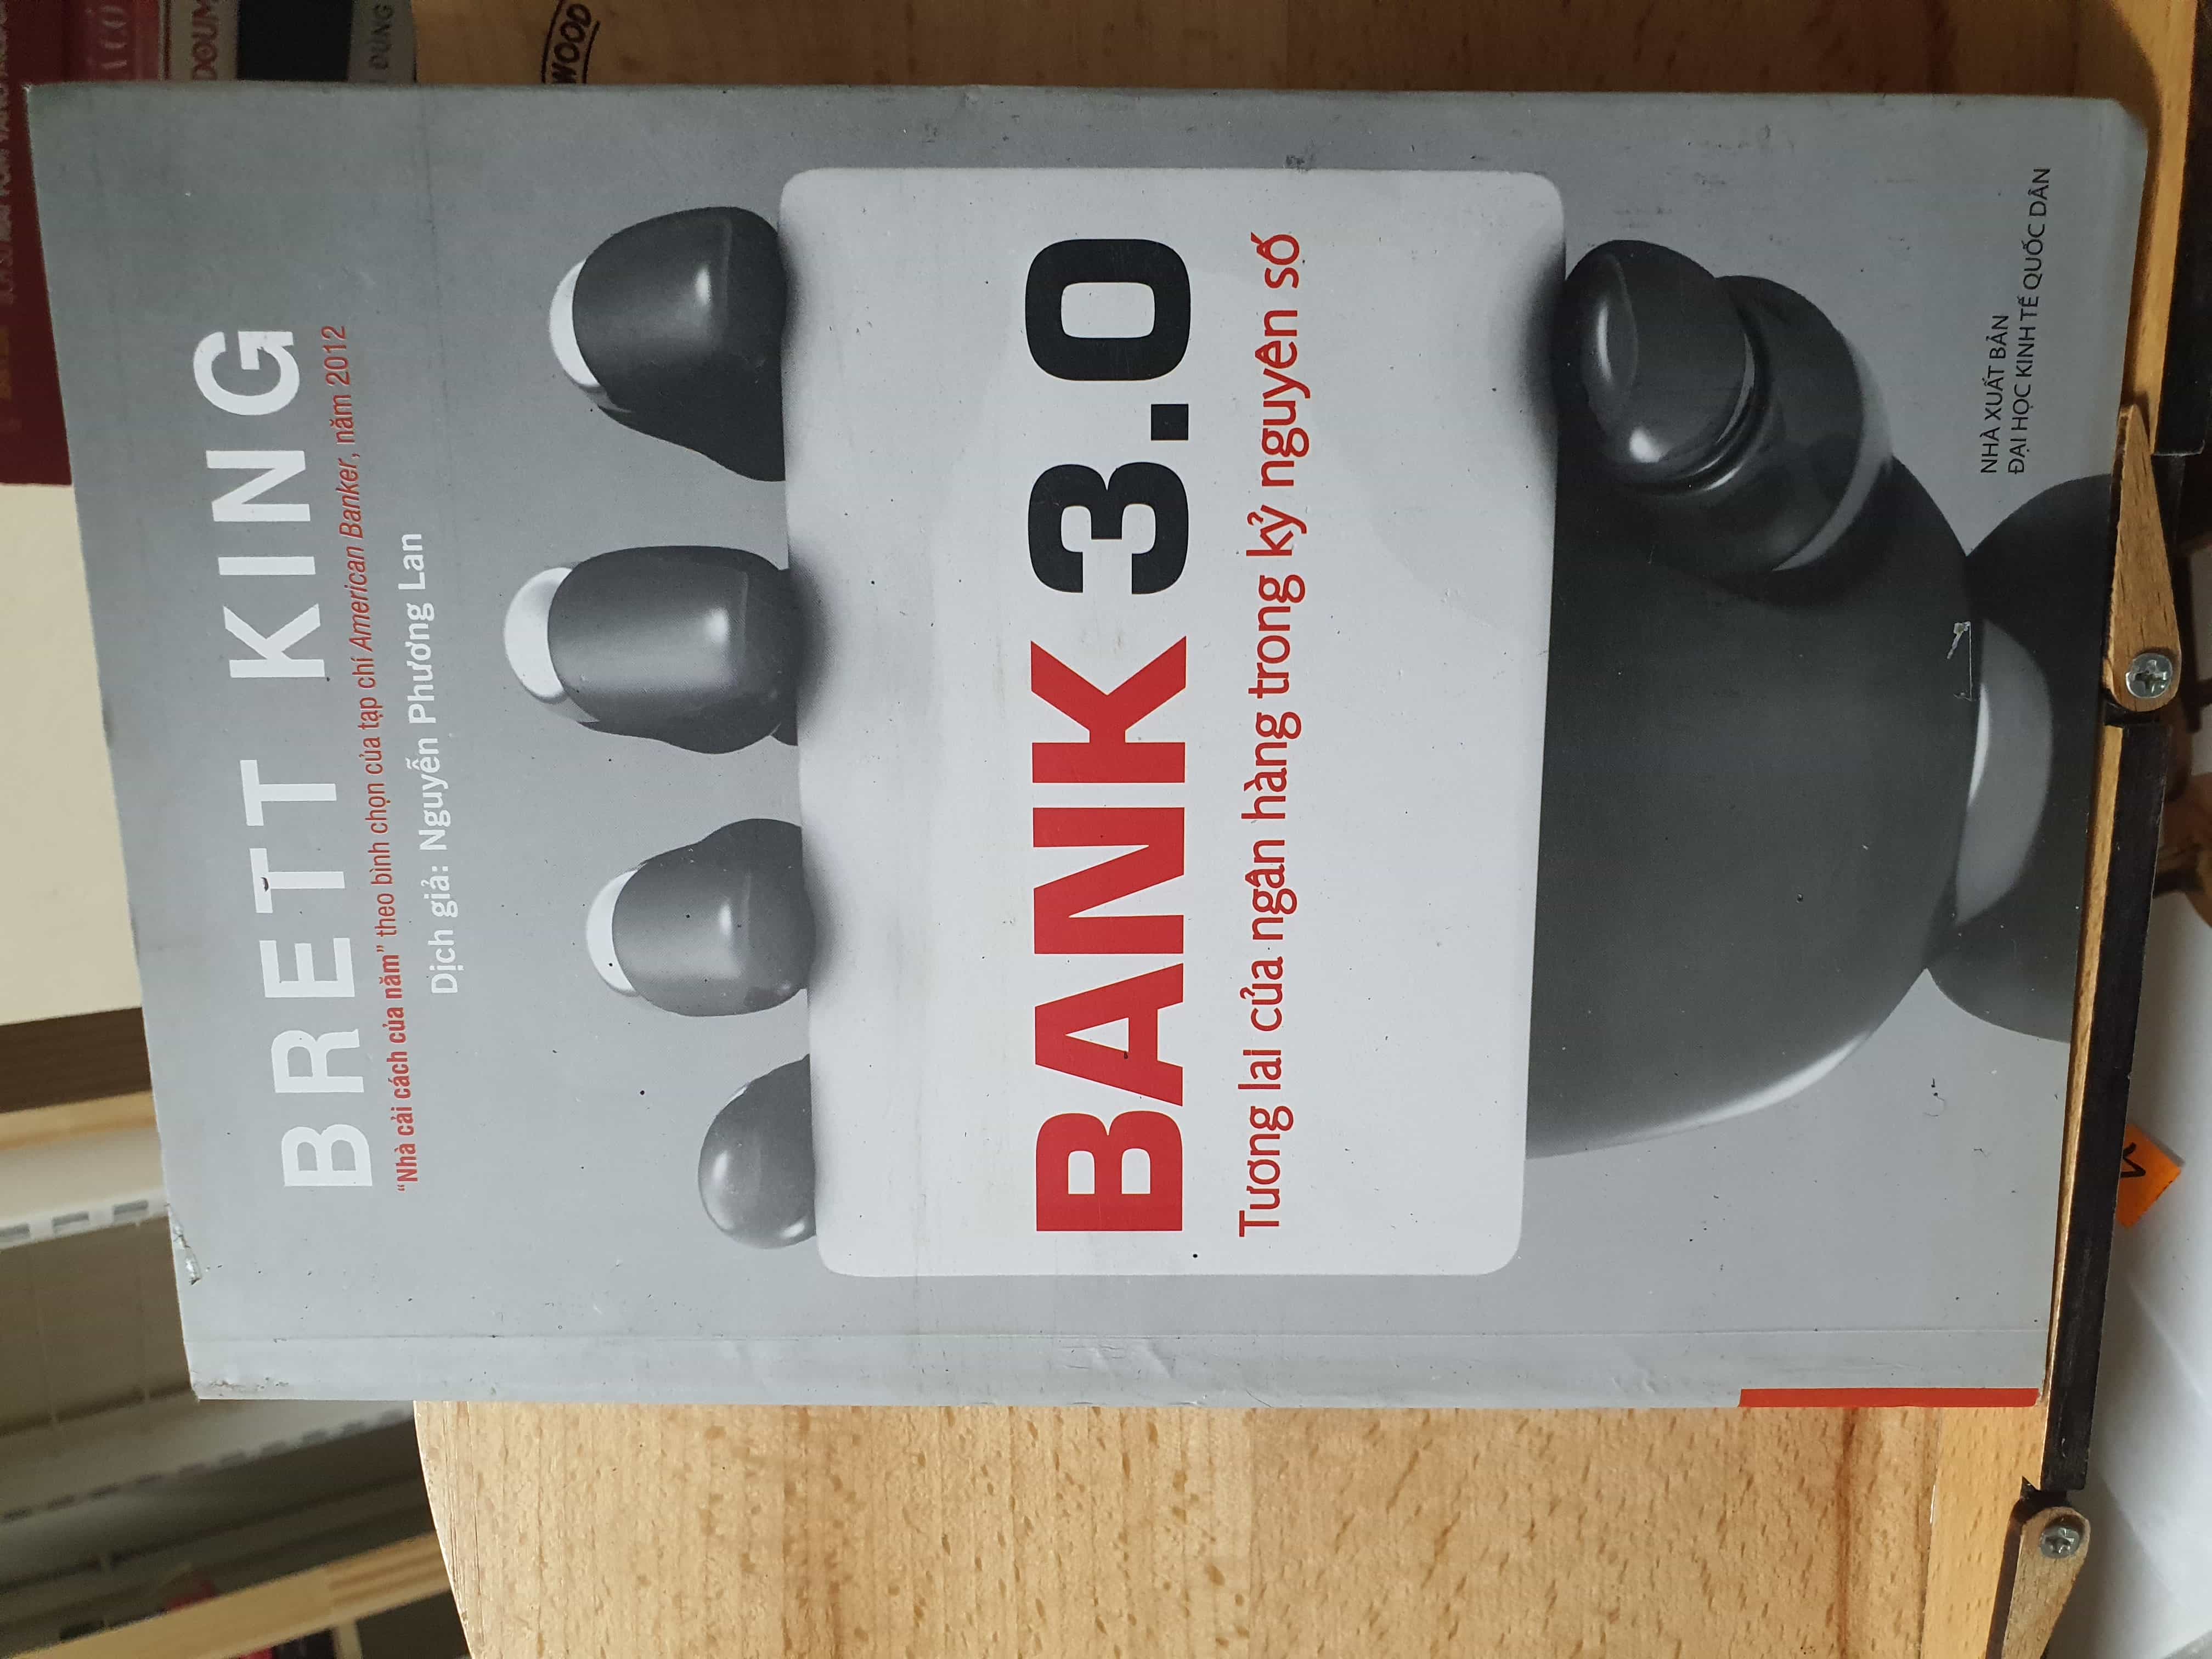 BRETT KING
"Nhà cải cách của năm" theo bình chọn của tạp chí American Banker, năm 2012
Dịch giả: Nguyễn Phương Lan
BANK 3.0
Tương lai của ngân hàng trong kỷ nguyên số
NHÀ XUẤT BẢN
ĐẠI HỌC KINH TẾ QUỐC DÂN
WOOD